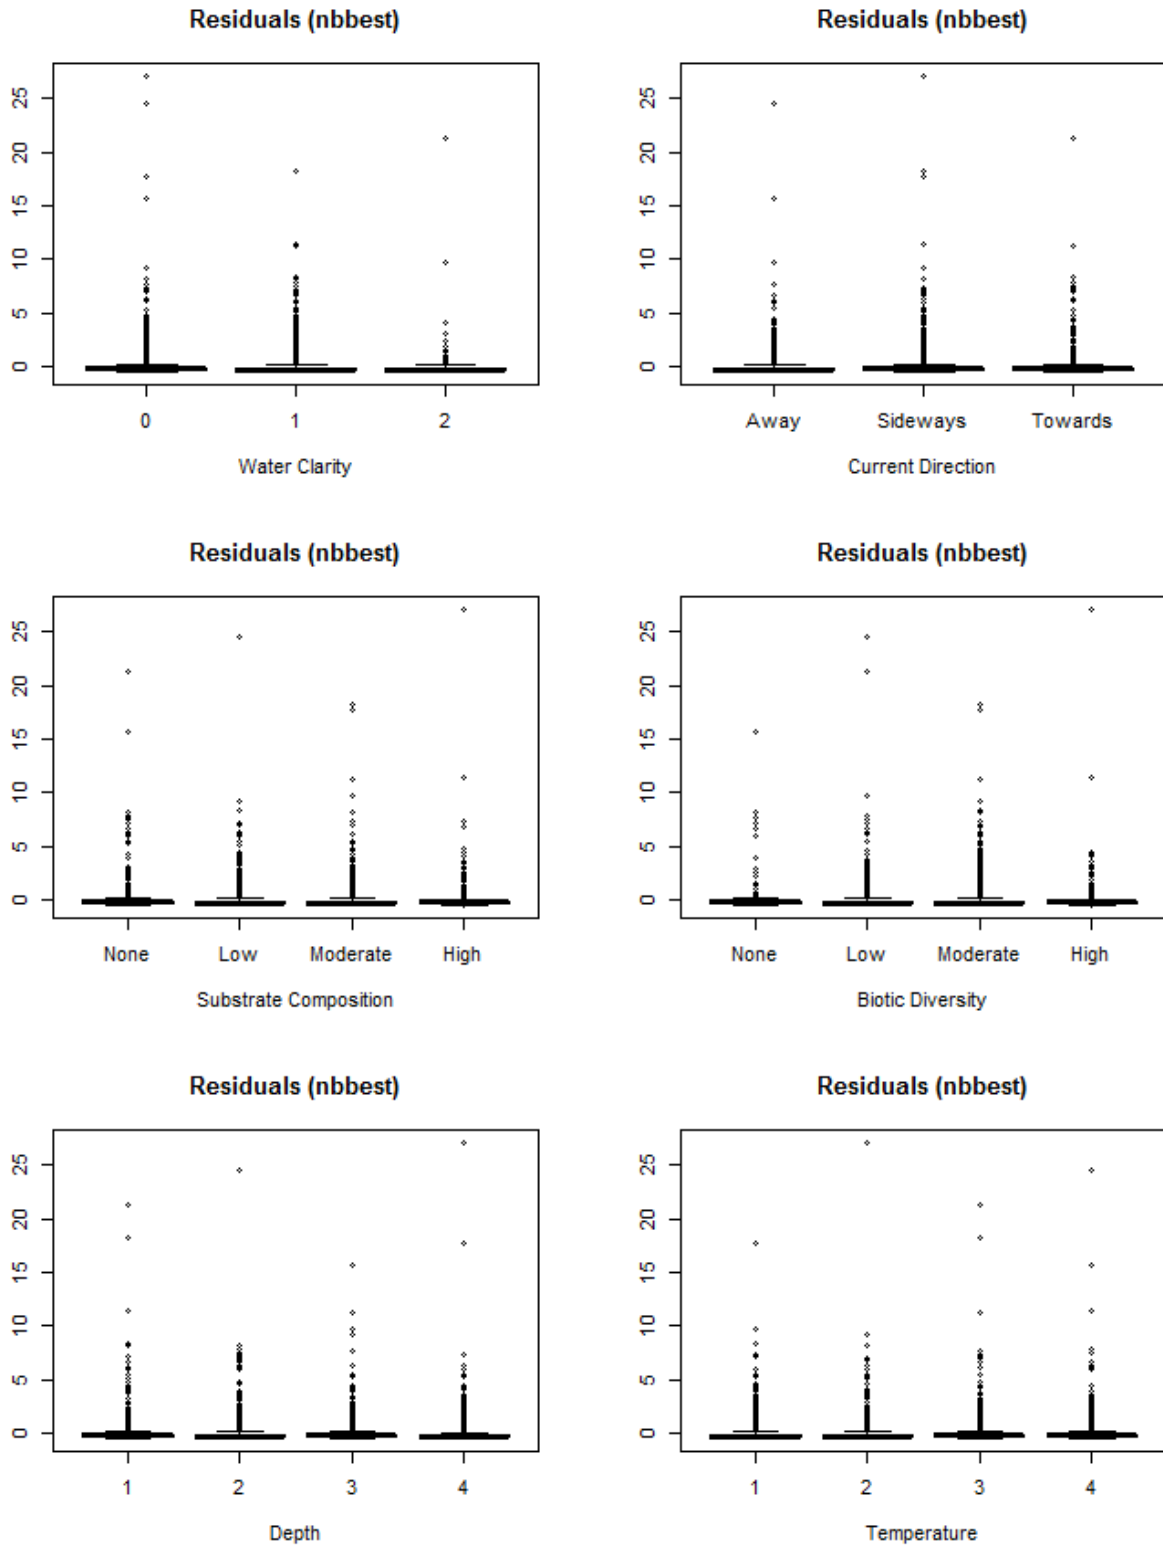 Residuals (nbbest)
Residuals (nbbest)
25
20
15
10
5
0
25
20
15
10
5
0
0 1 2
Away Sideways Towards
Water Clarity
Current Direction
Residuals (nbbest)
Residuals (nbbest)
25
20
15
10
5
0
25
20
15
10
5
0
None Low Moderate High
None Low Moderate High
Substrate Composition
Biotic Diversity
Residuals (nbbest)
Residuals (nbbest)
25
20
15
10
5
0
25
20
15
10
5
0
1 2 3 4
1 2 3 4
Depth
Temperature